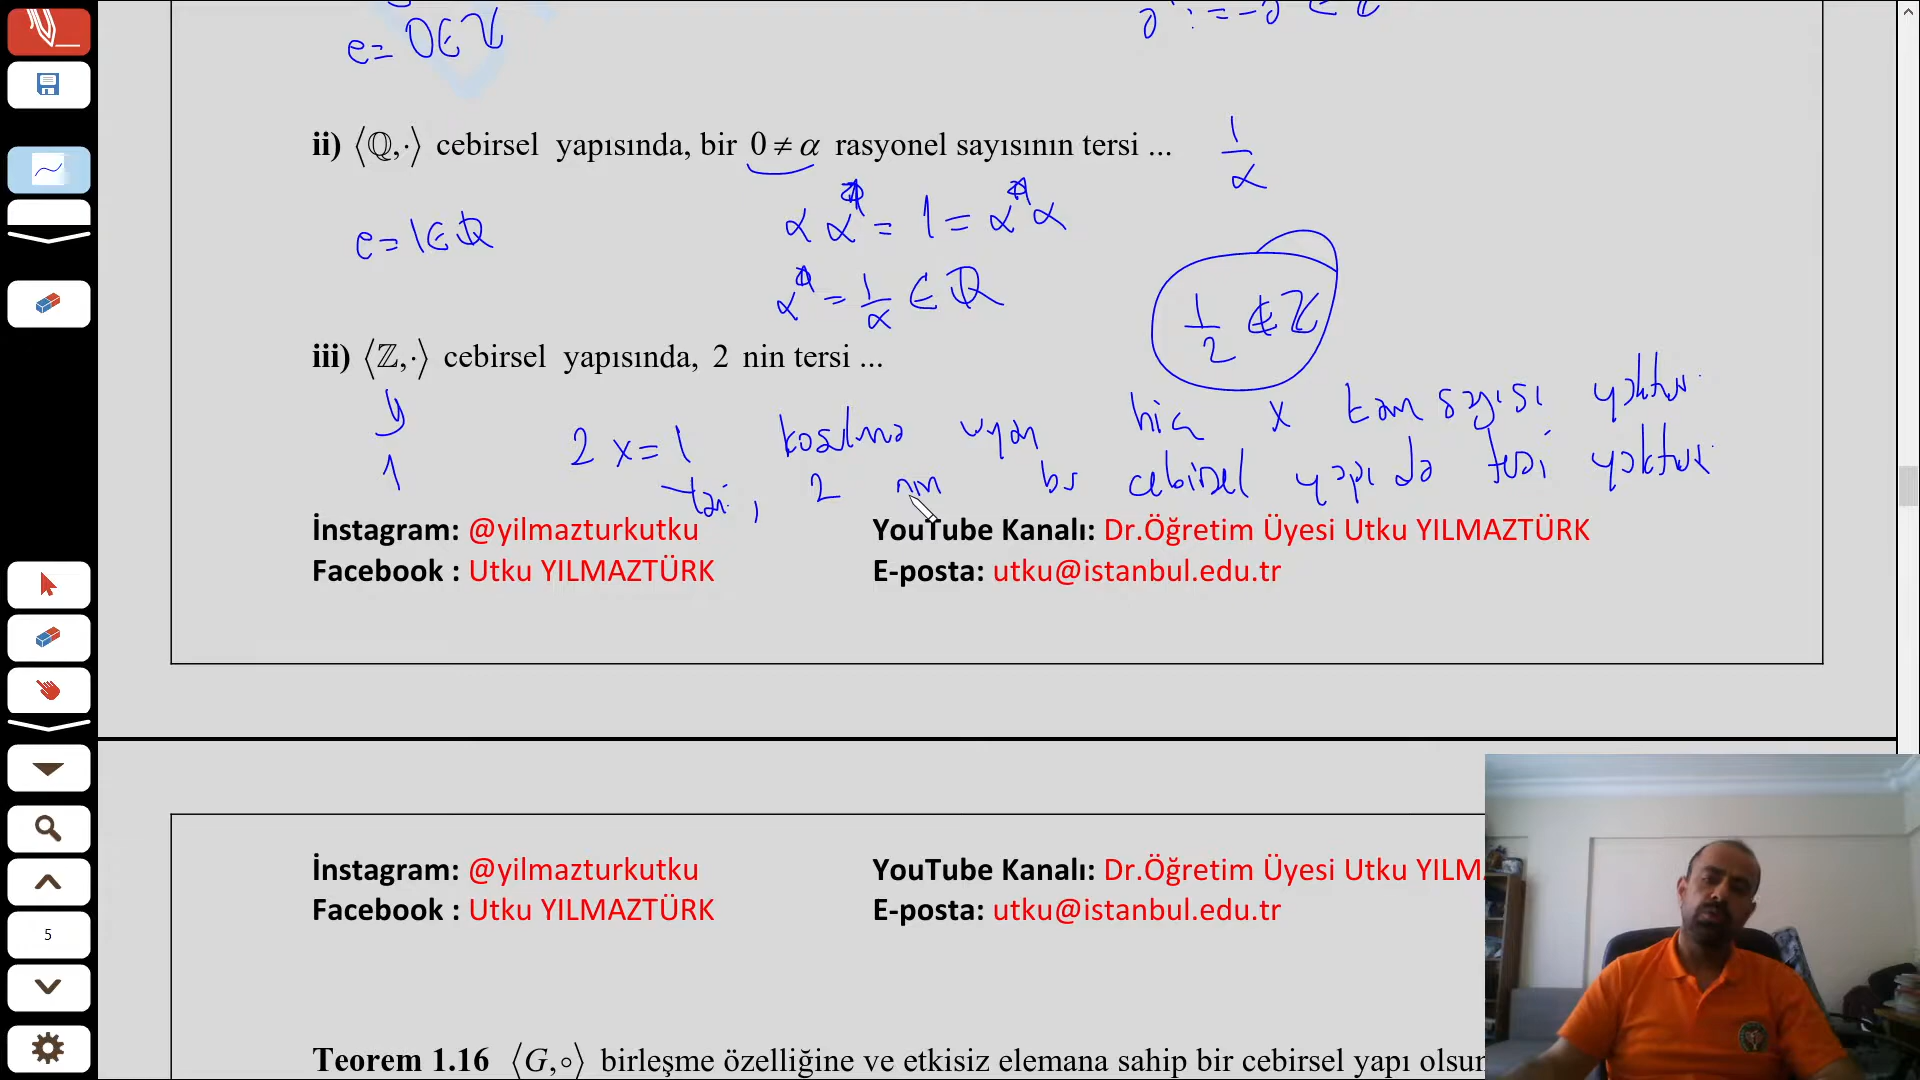 e = 0 ∈ ℤ
ii) ⟨ℚ,·⟩ cebirsel yapısında, bir 0 ≠ α rasyonel sayısının tersi ... 1/α
e = 1 ∈ ℚ
α α* = 1 = α* α
α* = 1/α ∈ ℚ
1/2 ∉ ℤ
iii) ⟨ℤ,·⟩ cebirsel yapısında, 2 nin tersi ...
1
2 x = 1 koşuluna uyan hiç x tam sayısı yoktur.
, 2 nin bu cebirsel yapıda tersi yoktur.
İnstagram: @yilmazturkutku YouTube Kanalı: Dr.Öğretim Üyesi Utku YILMAZTÜRK
Facebook : Utku YILMAZTÜRK E-posta: utku@istanbul.edu.tr
İnstagram: @yilmazturkutku YouTube Kanalı: Dr.Öğretim Üyesi Utku YILM
Facebook : Utku YILMAZTÜRK E-posta: utku@istanbul.edu.tr
5
Teorem 1.16 ⟨G,∘⟩ birleşme özelliğine ve etkisiz elemana sahip bir cebirsel yapı olsun